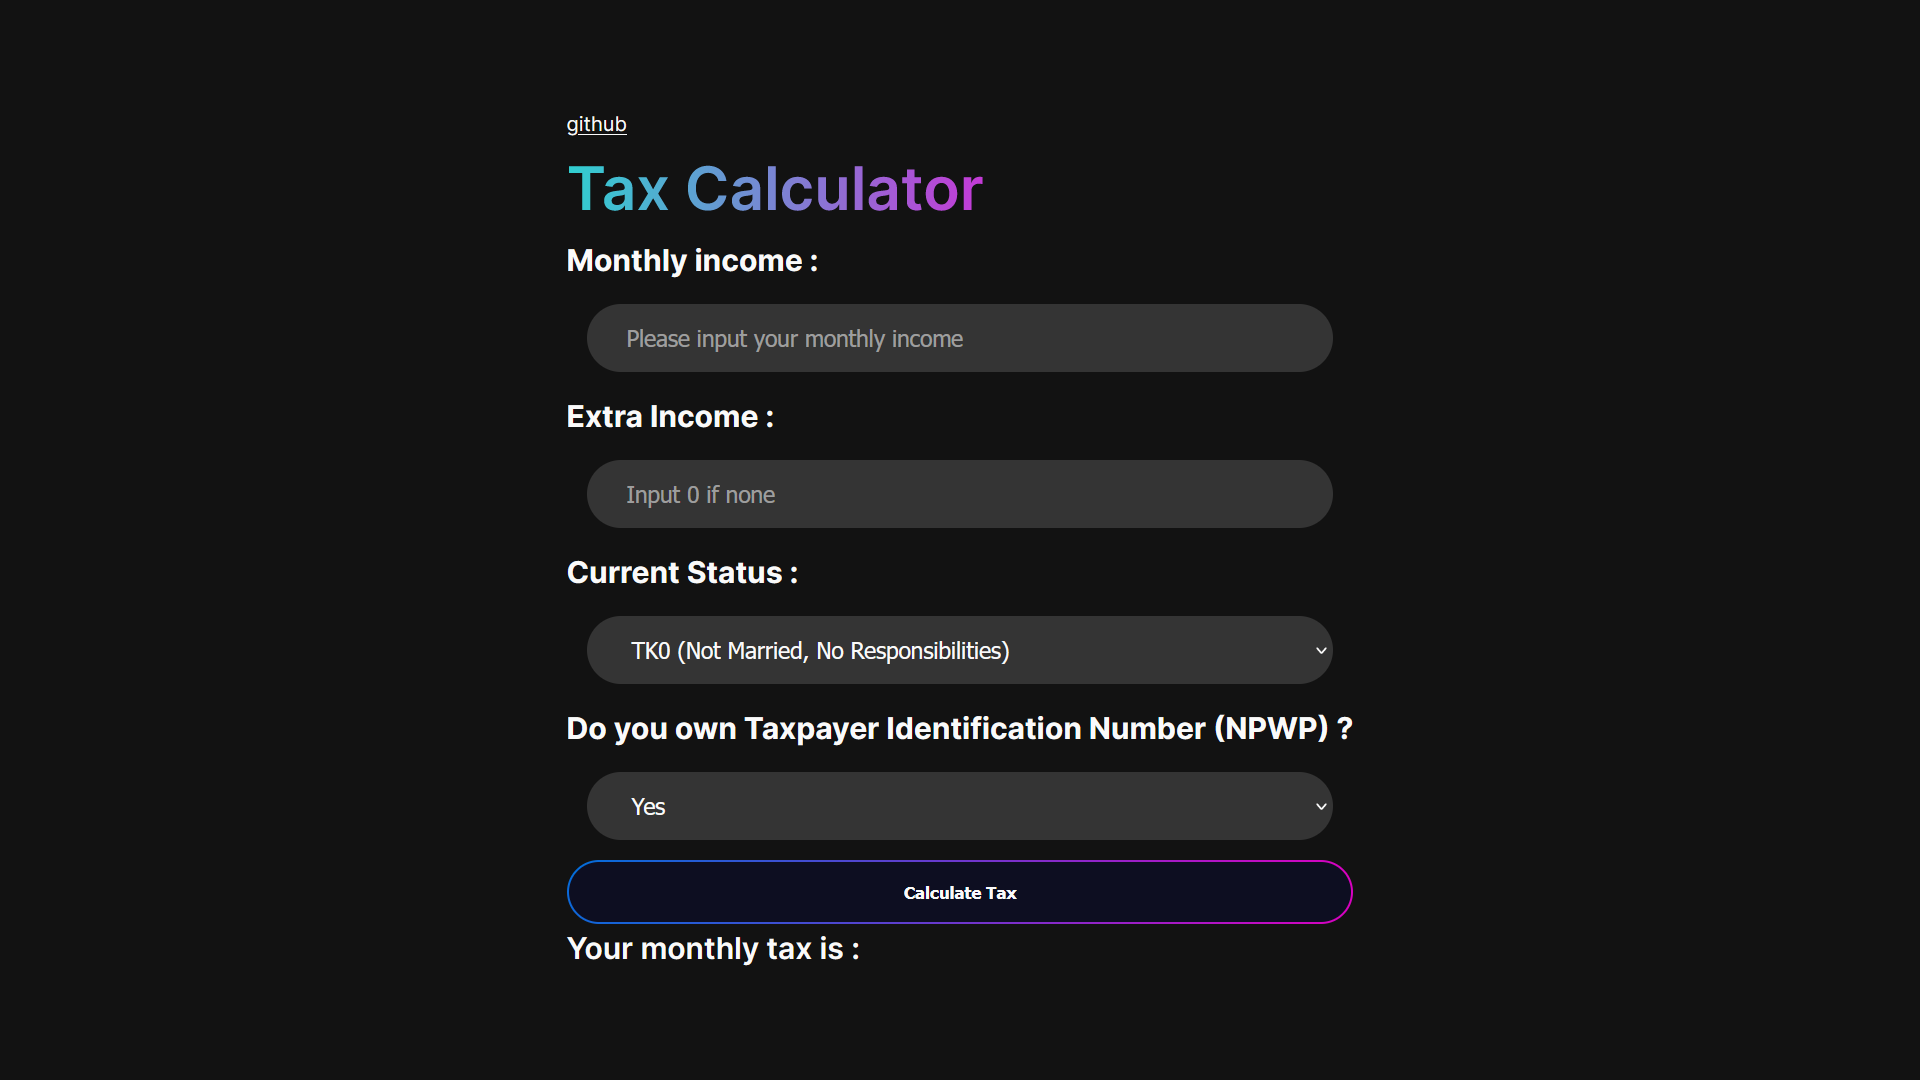 github
Tax Calculator
Monthly income :
Please input your monthly income
Extra Income :
Input 0 if none
Current Status :
TK0 (Not Married, No Responsibilities)
Do you own Taxpayer Identification Number (NPWP) ?
Yes
Calculate Tax
Your monthly tax is :